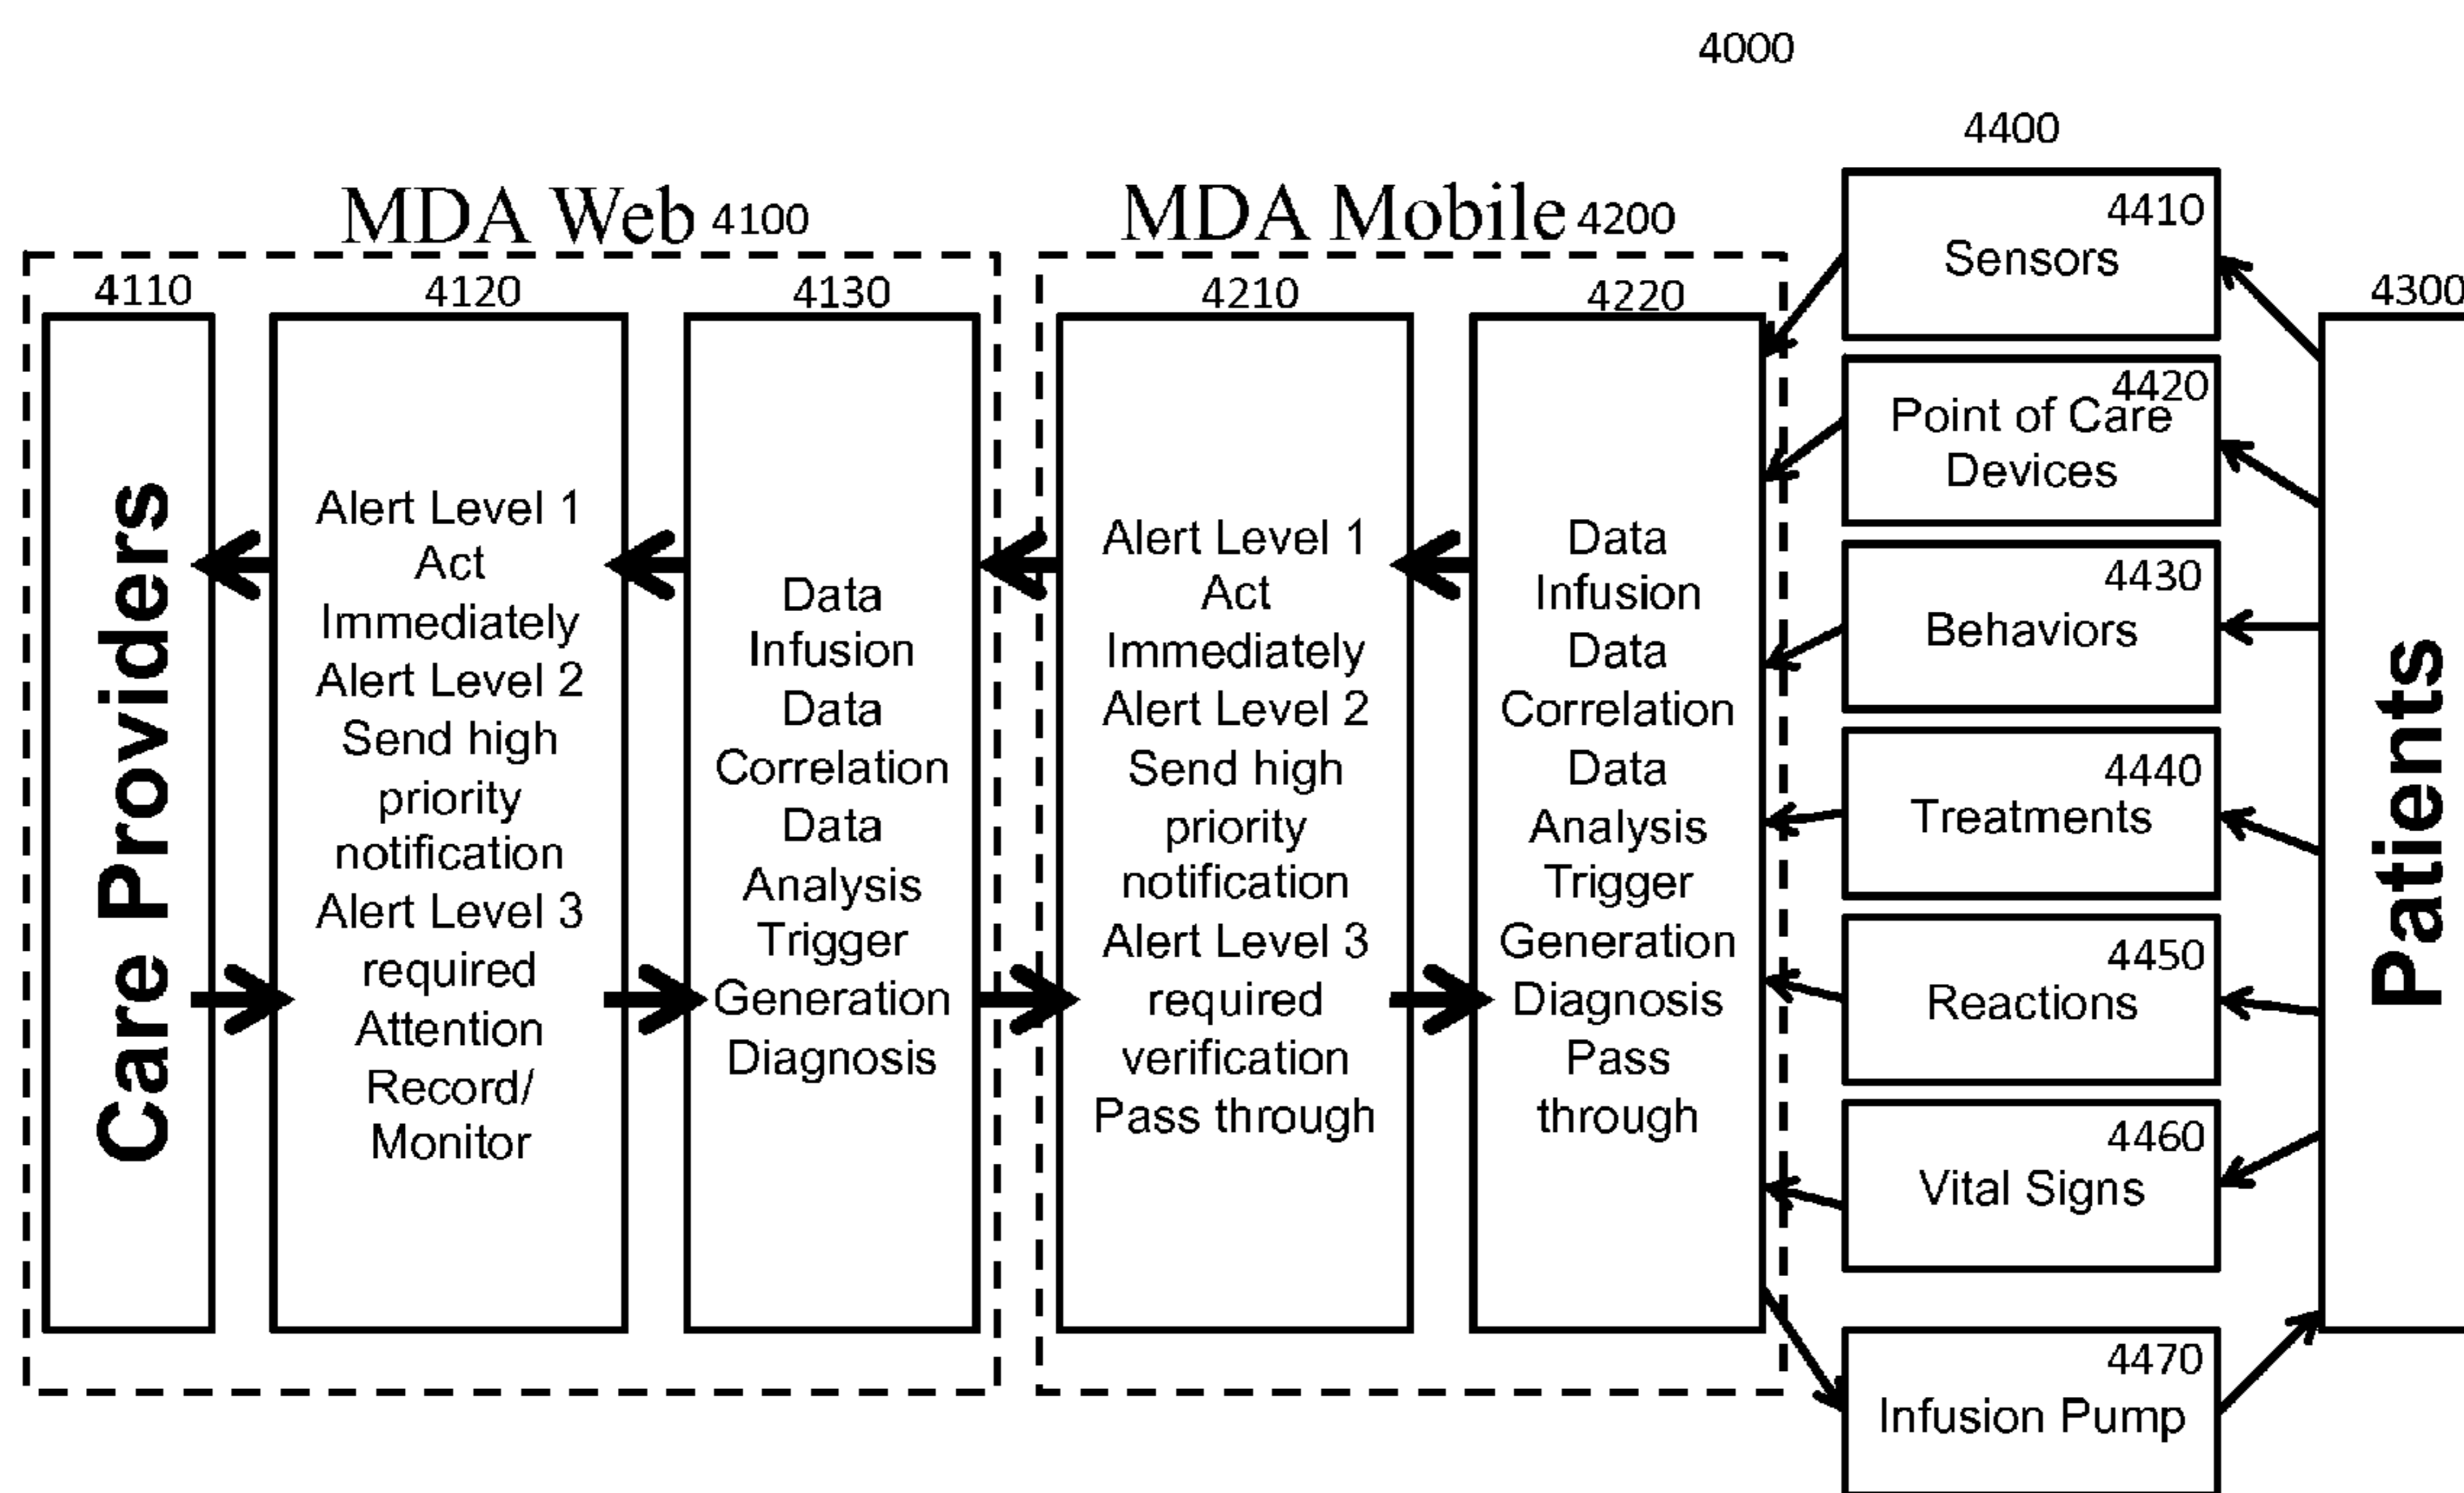 4000
4400
MDA Web 4100
MDA Mobile 4200
4110
Care Providers
4120
Alert Level 1
Act
Immediately
Alert Level 2
Send high
priority
notification
Alert Level 3
required
Attention
Record/
Monitor
4130
Data
Infusion
Data
Correlation
Data
Analysis
Trigger
Generation
Diagnosis
4210
Alert Level 1
Act
Immediately
Alert Level 2
Send high
priority
notification
Alert Level 3
required
verification
Pass through
4220
Data
Infusion
Data
Correlation
Data
Analysis
Trigger
Generation
Diagnosis
Pass
through
4410
Sensors
4420
Point of Care
Devices
4430
Behaviors
4440
Treatments
4450
Reactions
4460
Vital Signs
4470
Infusion Pump
4300
Patients